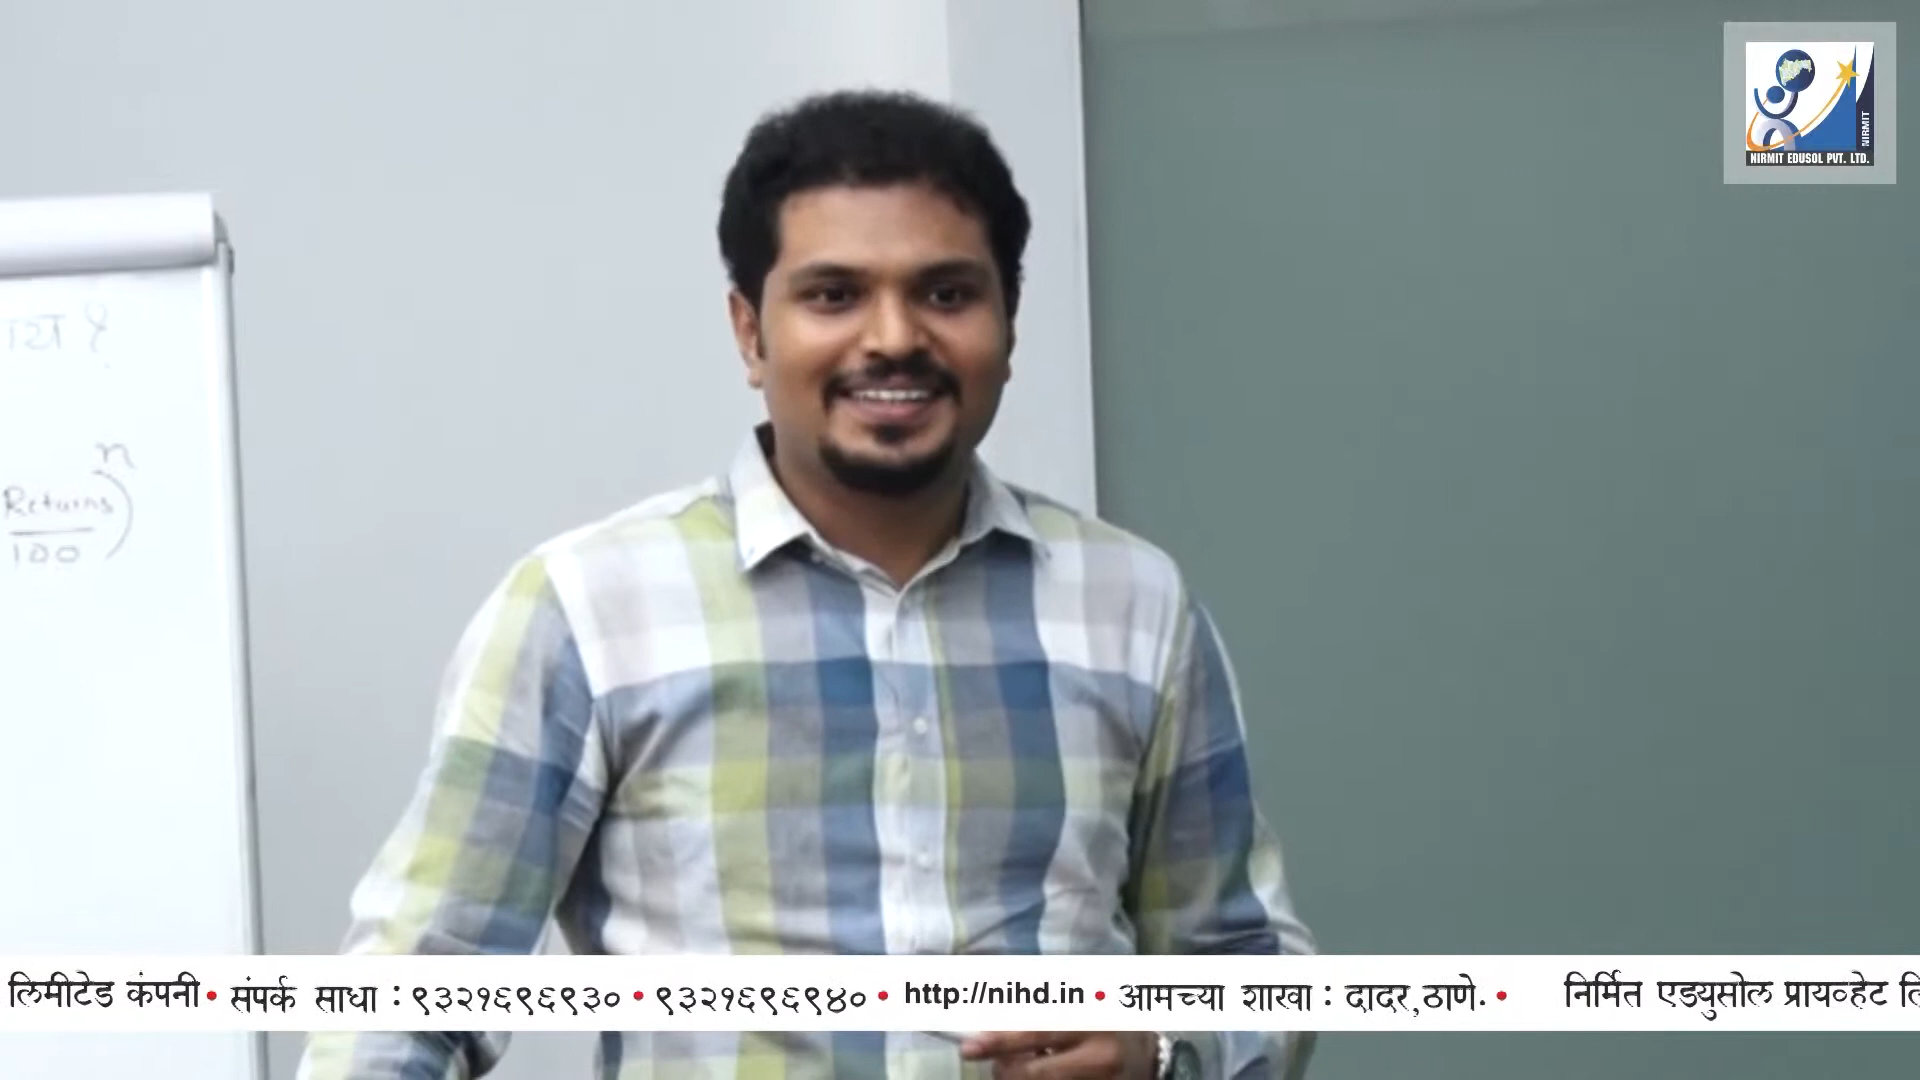 NIRMIT
NIRMIT EDUSOL PVT. LTD.
n
Returns
100
लिमीटेड कंपनी • संपर्क साधा : ९३२१६९६९३० • ९३२१६९६९४० • http://nihd.in • आमच्या शाखा : दादर,ठाणे. • निर्मित एड्युसोल प्रायव्हेट लि